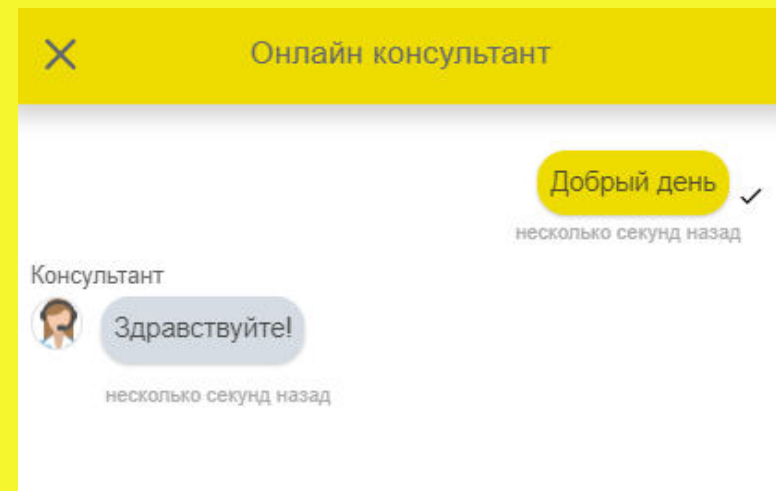 Онлайн консультант
Добрый день
несколько секунд назад
Консультант
Здравствуйте!
несколько секунд назад